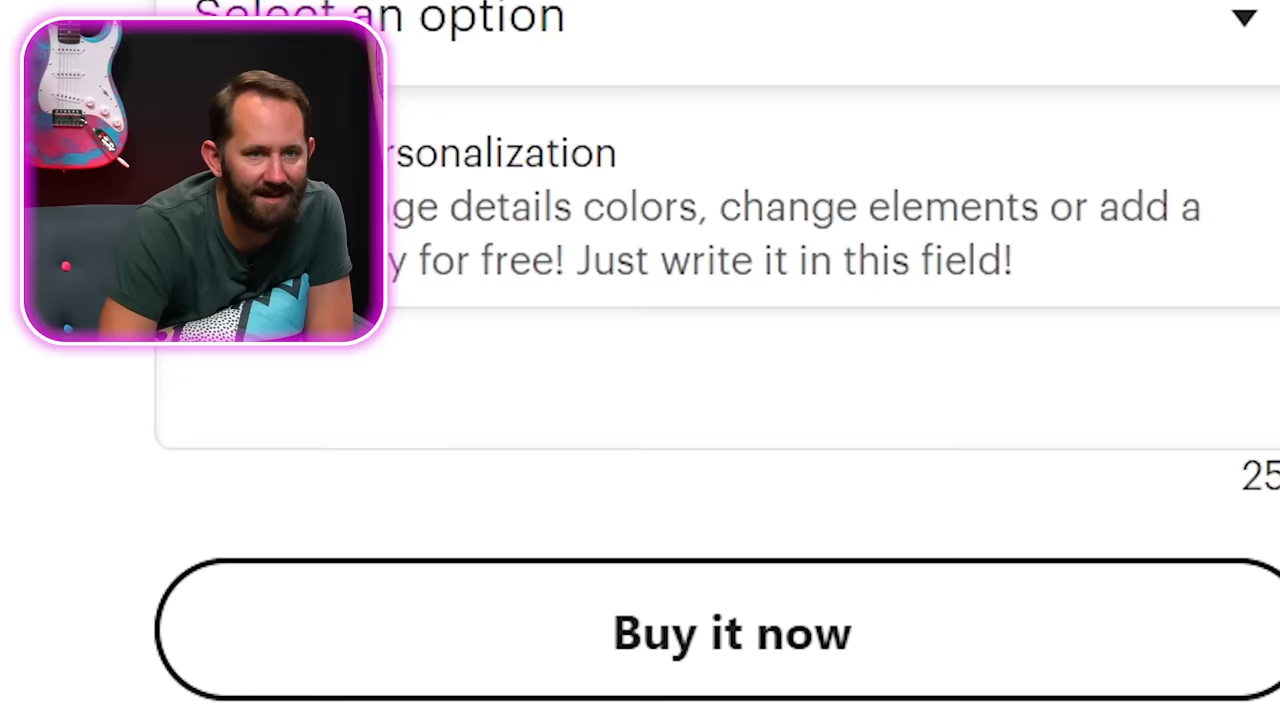 Select an option
rsonalization
ge details colors, change elements or add a
y for free! Just write it in this field!
25
Buy it now